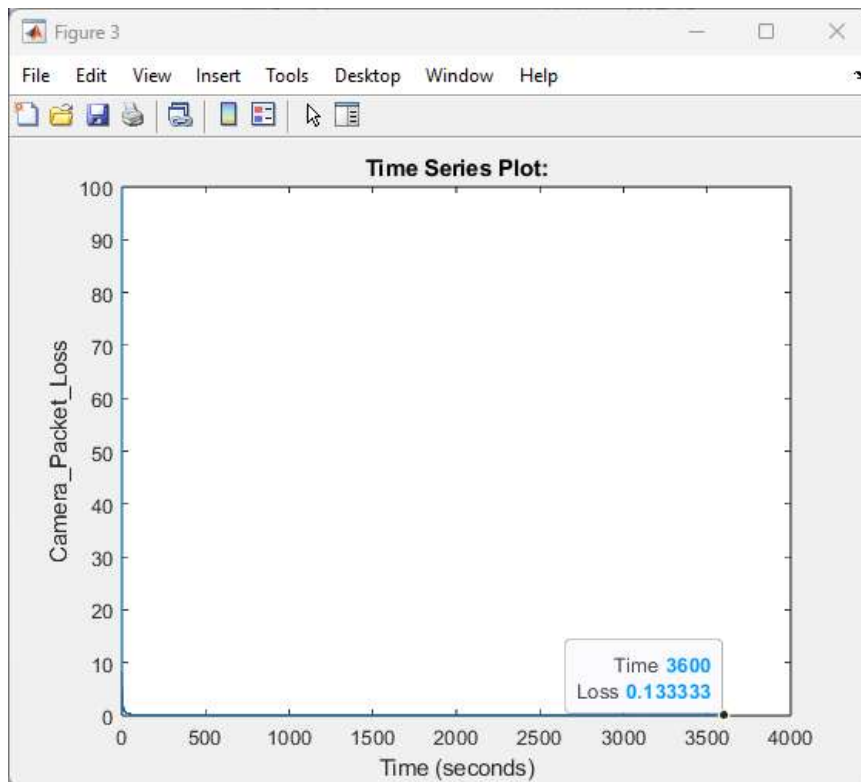 Figure 3
File Edit View Insert Tools Desktop Window Help
Time Series Plot:
100
90
80
70
60
50
40
30
20
10
0
Camera_Packet_Loss
Time 3600
Loss 0.133333
0 500 1000 1500 2000 2500 3000 3500 4000
Time (seconds)